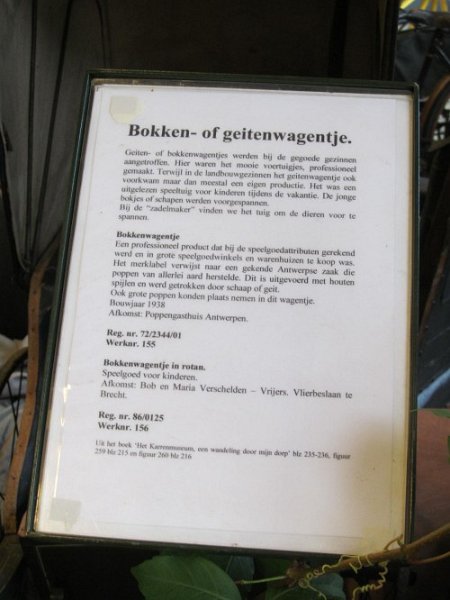 Bokken- of geitenwagentje.
Geiten- of bokkenwagentjes werden bij de gegoede gezinnen
aangetroffen. Hier waren het mooie voertuigjes, professioneel
gemaakt. Terwijl in de landbouwgezinnen het geitenwagentje ook
voorkwam maar dan meestal een eigen productie. Het was een
uitgelezen speeltuig voor kinderen tijdens de vakantie. De jonge
bokjes of schapen werden voorgespannen.
Bij de "zadelmaker" vinden we het tuig om de dieren voor te
spannen.
Bokkenwagentje
Een professioneel product dat bij de speelgoedattributen gerekend
werd en in grote speelgoedwinkels en warenhuizen te koop was.
Het merklabel verwijst naar een gekende Antwerpse zaak die
poppen van allerlei aard herstelde. Dit is uitgevoerd met houten
spijlen en werd getrokken door schaap of geit.
Ook grote poppen konden plaats nemen in dit wagentje.
Bouwjaar 1938
Afkomst: Poppengasthuis Antwerpen.
Reg. nr. 72/2344/01
Werknr. 155
Bokkenwagentje in rotan.
Speelgoed voor kinderen.
Afkomst: Bob en Maria Verschelden – Vrijers. Vlierbeslaan te
Brecht.
Reg. nr. 86/0125
Werknr. 156
Uit het boek 'Het Karrenmuseum, een wandeling door mijn dorp' blz 235-236, figuur
259 blz 215 en figuur 260 blz 216